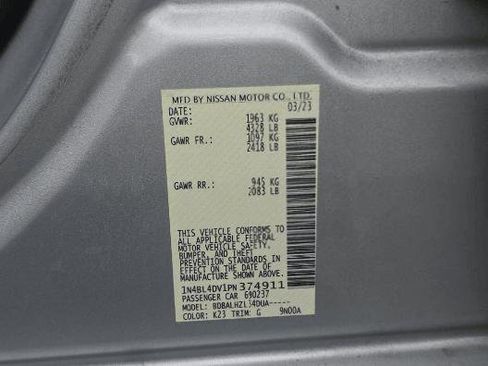 MFD BY NISSAN MOTOR CO., LTD.
DATE: 03/23
GVWR: 1963 KG
4328 LB
GAWR FR.: 1097 KG
2418 LB
GAWR RR.: 945 KG
2083 LB
THIS VEHICLE CONFORMS TO
ALL APPLICABLE FEDERAL
MOTOR VEHICLE SAFETY,
BUMPER, AND THEFT
PREVENTION STANDARDS IN
EFFECT ON THE DATE OF
MANUFACTURE SHOWN ABOVE.
1N4BL4DV1PN374911
PASSENGER CAR 690237
MODEL: BDBALHZL34DUA-----
COLOR: K23 TRIM: G 9N00A